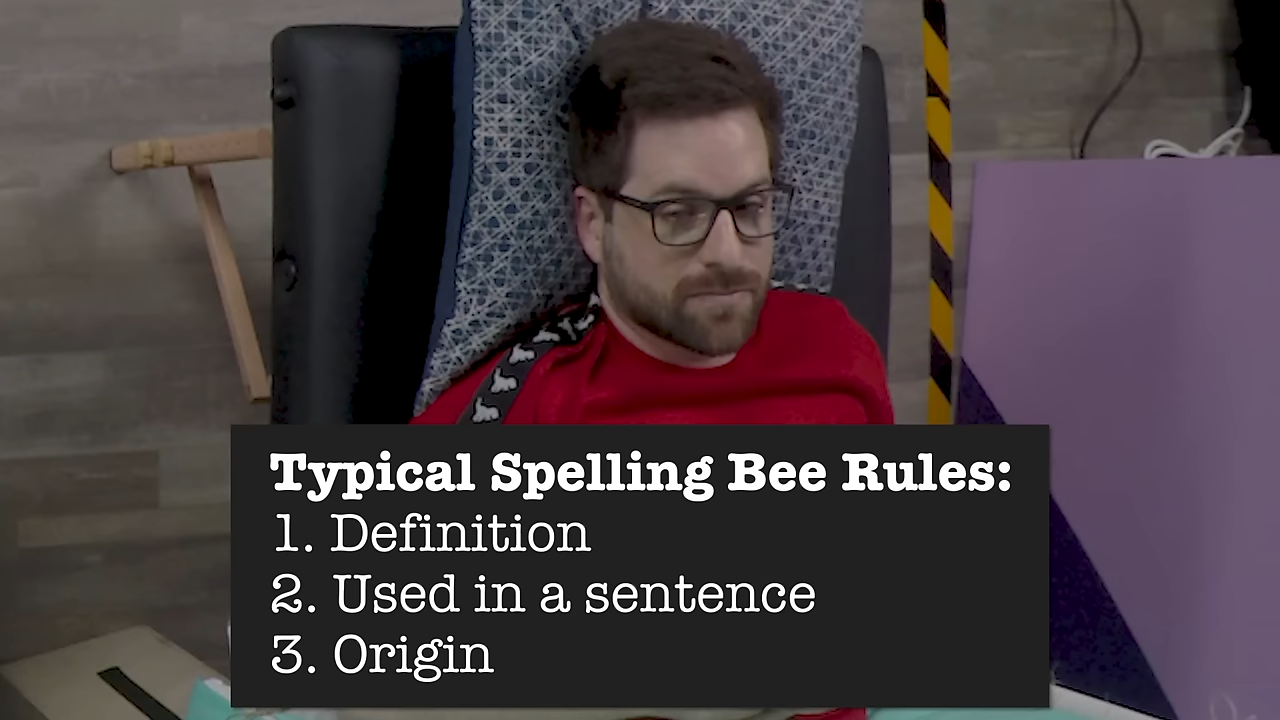 Typical Spelling Bee Rules:
1. Definition
2. Used in a sentence
3. Origin